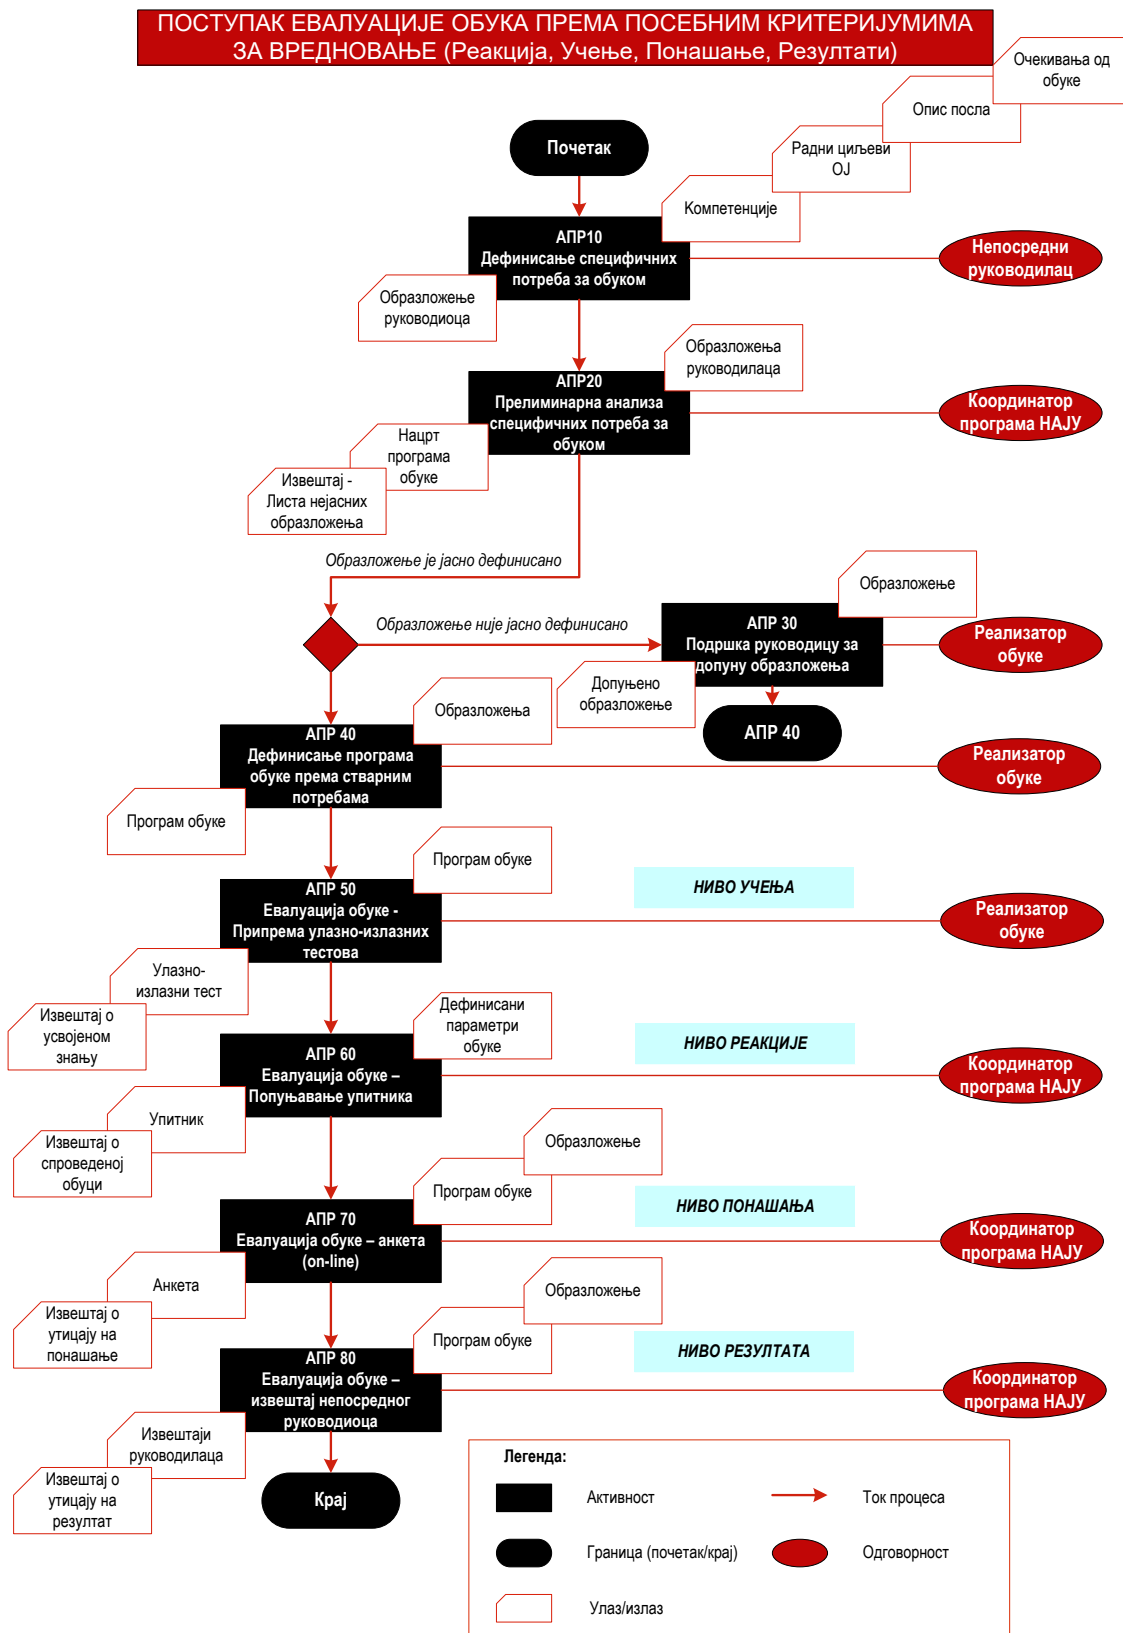 ПОСТУПАК ЕВАЛУАЦИЈЕ ОБУКА ПРЕМА ПОСЕБНИМ КРИТЕРИЈУМИМА
ЗА ВРЕДНОВАЊЕ (Реакција, Учење, Понашање, Резултати)
Очекивања од
обуке
Опис посла
Радни циљеви
ОЈ
Компетенције
Почетак
АПР10
Дефинисање специфичних
потреба за обуком
Непосредни
руководилац
Образложење
руководиоца
Образложења
руководилаца
АПР20
Прелиминарна анализа
специфичних потреба за
обуком
Координатор
програма НАЈУ
Нацрт
програма
обуке
Извештај -
Листа нејасних
образложења
Образложење је јасно дефинисано
Образложење није јасно дефинисано
Образложење
АПР 30
Подршка руководицу за
допуну образложења
Реализатор
обуке
Допуњено
образложење
АПР 40
Образложења
АПР 40
Дефинисање програма
обуке према стварним
потребама
Реализатор
обуке
Програм обуке
Програм обуке
НИВО УЧЕЊА
АПР 50
Евалуација обуке -
Припрема улазно-излазних
тестова
Реализатор
обуке
Улазно-
излазни тест
Извештај о
усвојеном
знању
Дефинисани
параметри
обуке
НИВО РЕАКЦИЈЕ
АПР 60
Евалуација обуке –
Попуњавање упитника
Координатор
програма НАЈУ
Упитник
Извештај о
спроведеној
обуци
Образложење
Програм обуке
НИВО ПОНАШАЊА
АПР 70
Евалуација обуке – анкета
(on-line)
Координатор
програма НАЈУ
Анкета
Извештај о
утицају на
понашање
Образложење
Програм обуке
НИВО РЕЗУЛТАТА
АПР 80
Евалуација обуке –
извештај непосредног
руководиоца
Координатор
програма НАЈУ
Извештаји
руководилаца
Извештај о
утицају на
резултат
Крај
Легенда:
Активност
Ток процеса
Граница (почетак/крај)
Одговорност
Улаз/излаз